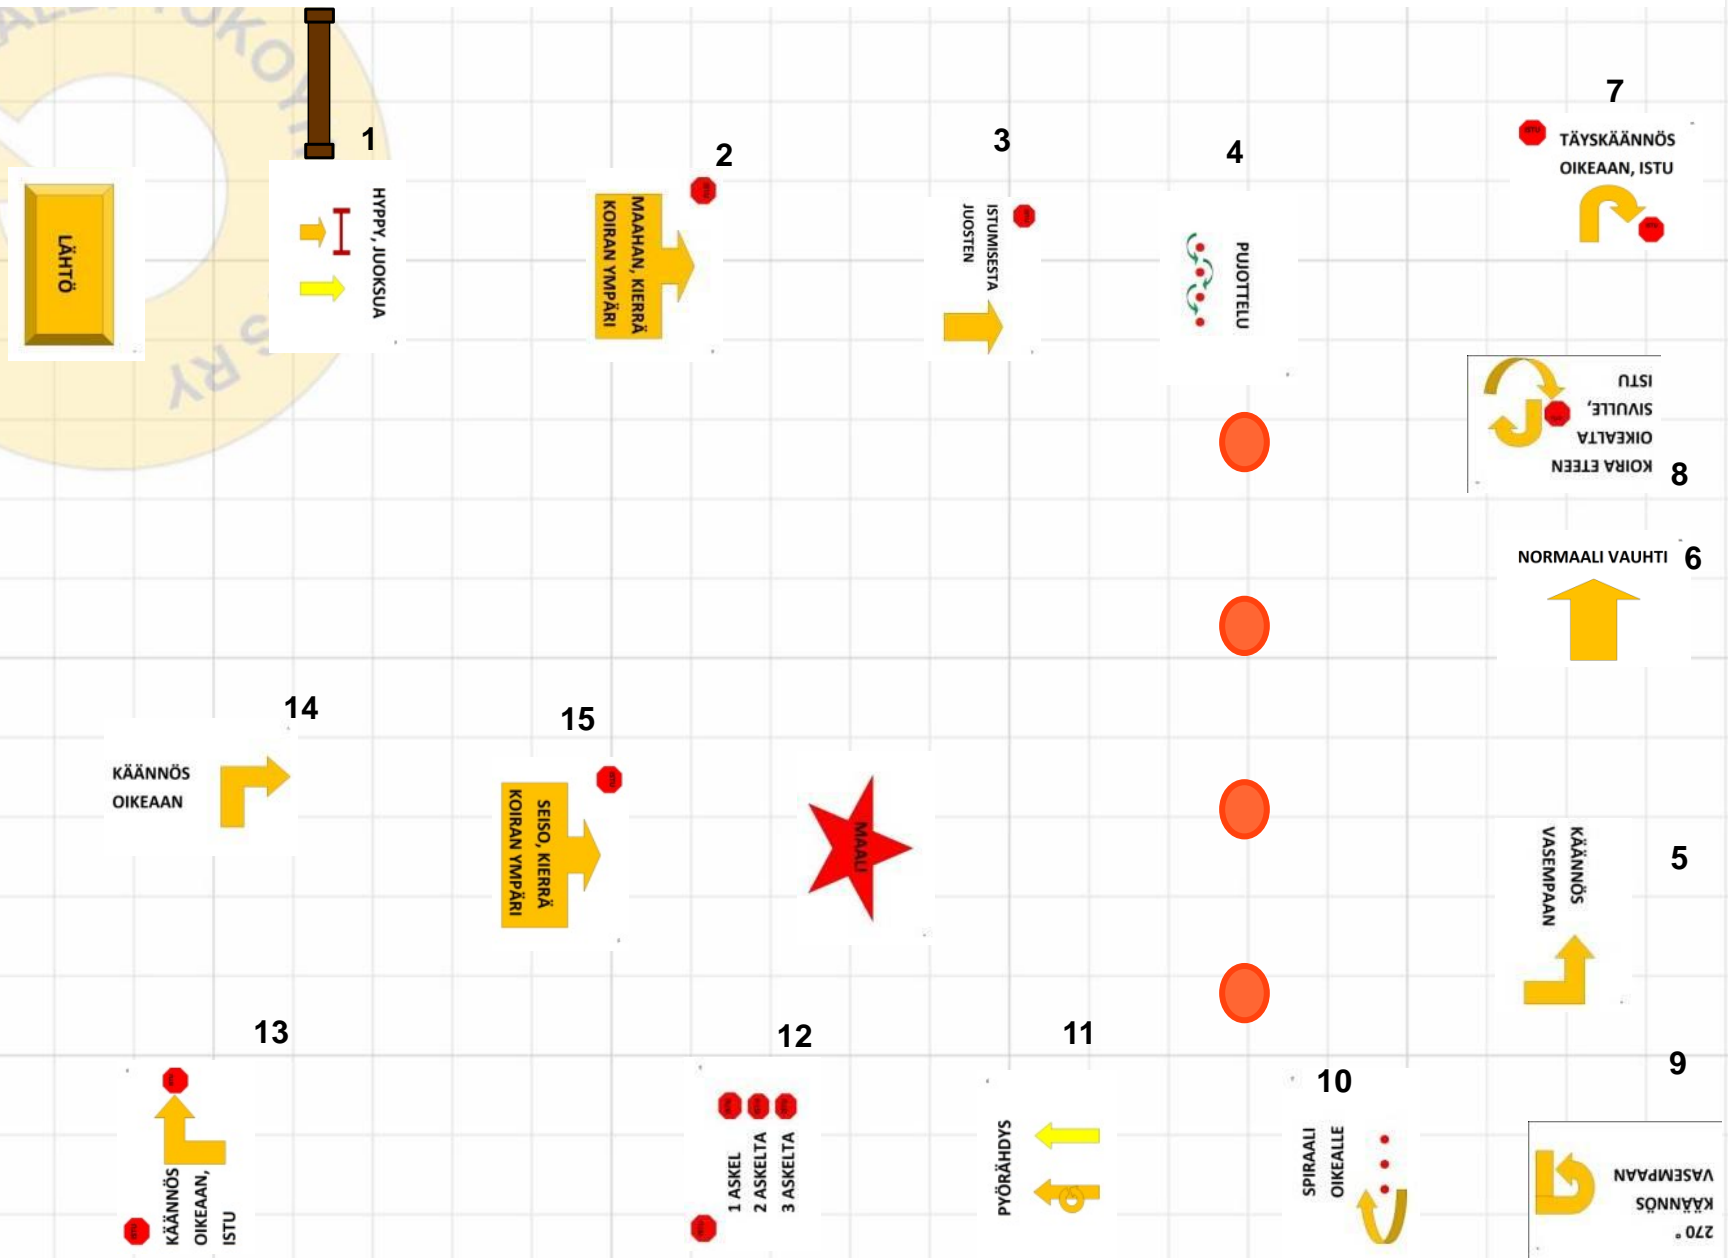 LÄHTÖ
1
HYPPY, JUOKSUA
2
MAAHAN, KIERRÄ
KOIRAN YMPÄRI
3
ISTUMISESTA
JUOSTEN
4
PUJOTTELU
7
TÄYSKÄÄNNÖS
OIKEAAN, ISTU
KOIRA ETEEN
OIKEALTA
SIVULLE,
ISTU
8
NORMAALI VAUHTI
6
KÄÄNNÖS
VASEMPAAN
5
14
KÄÄNNÖS
OIKEAAN
15
SEISO, KIERRÄ
KOIRAN YMPÄRI
MAALI
13
KÄÄNNÖS
OIKEAAN,
ISTU
12
1 ASKEL
2 ASKELTA
3 ASKELTA
11
PYÖRÄHDYS
10
SPIRAALI
OIKEALLE
9
270°
KÄÄNNÖS
VASEMPAAN
S RY